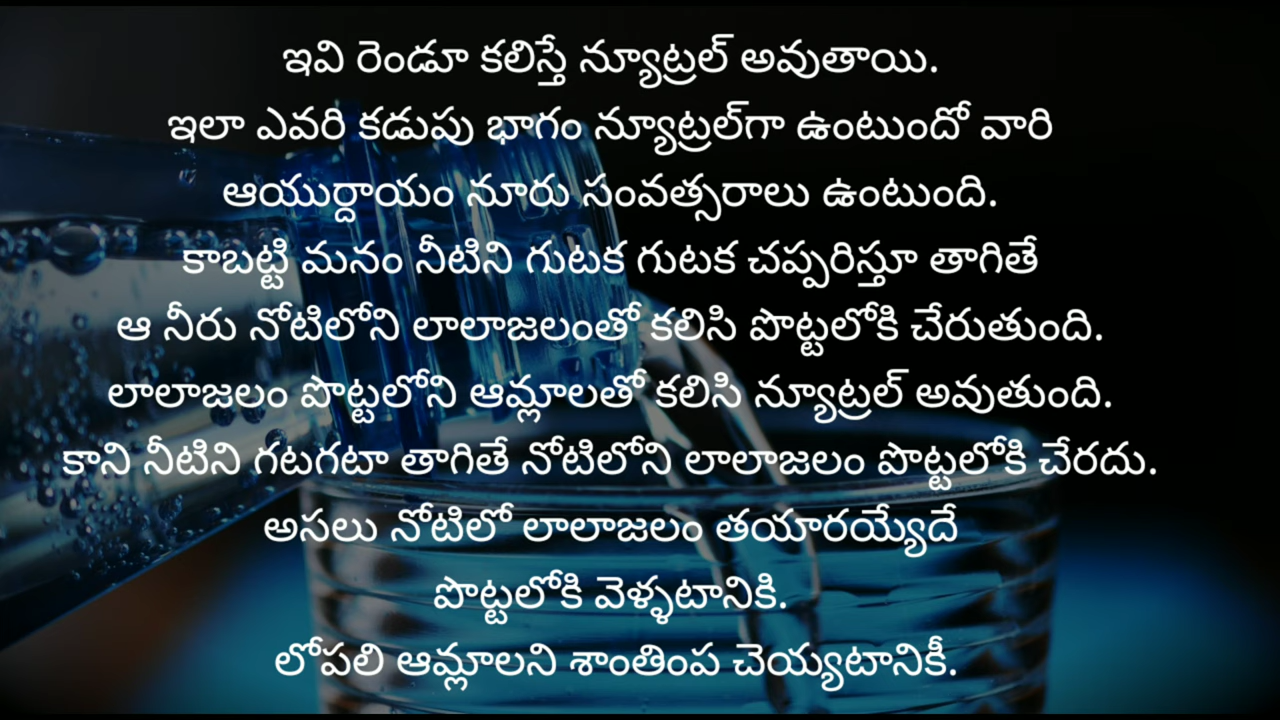 ఇవి రెండూ కలిస్తే న్యూట్రల్ అవుతాయి.
ఇలా ఎవరి కడుపు భాగం న్యూట్రల్‌గా ఉంటుందో వారి
ఆయుర్దాయం నూరు సంవత్సరాలు ఉంటుంది.
కాబట్టి మనం నీటిని గుటక గుటక చప్పరిస్తూ తాగితే
ఆ నీరు నోటిలోని లాలాజలంతో కలిసి పొట్టలోకి చేరుతుంది.
లాలాజలం పొట్టలోని ఆమ్లాలతో కలిసి న్యూట్రల్ అవుతుంది.
కాని నీటిని గటగటా తాగితే నోటిలోని లాలాజలం పొట్టలోకి చేరదు.
అసలు నోటిలో లాలాజలం తయారయ్యేదే
పొట్టలోకి వెళ్ళటానికి.
లోపలి ఆమ్లాలని శాంతింప చెయ్యటానికీ.